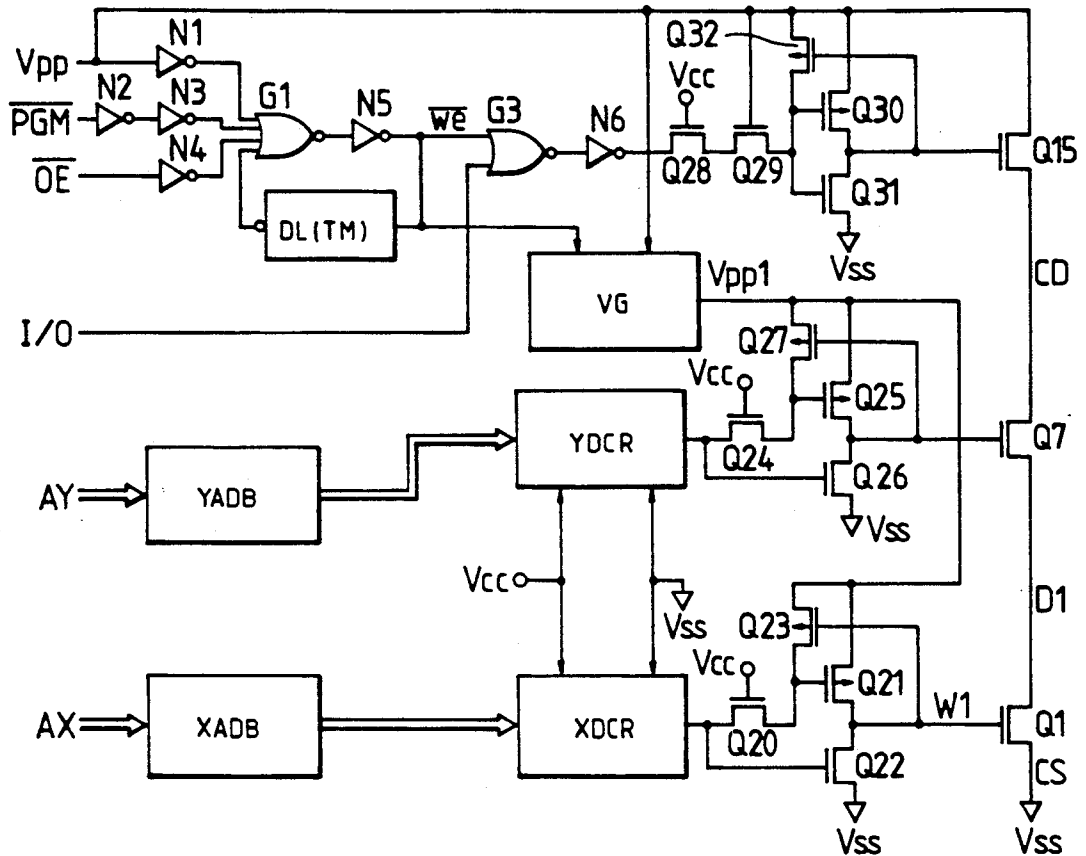 Vpp
N1
Q32
Vcc
N2
N3
G1
N5
we
G3
N6
Q30
PGM
N4
OE
Q28
Q29
Q15
Q31
DL(TM)
Vss
CD
Vpp1
VG
I/O
Q27
Vcc
Q25
YDCR
Q7
Q24
Q26
AY
YADB
Vss
Vcc
Vss
D1
Q23
Vcc
Q21
W1
AX
XADB
XDCR
Q1
Q20
Q22
CS
Vss
Vss